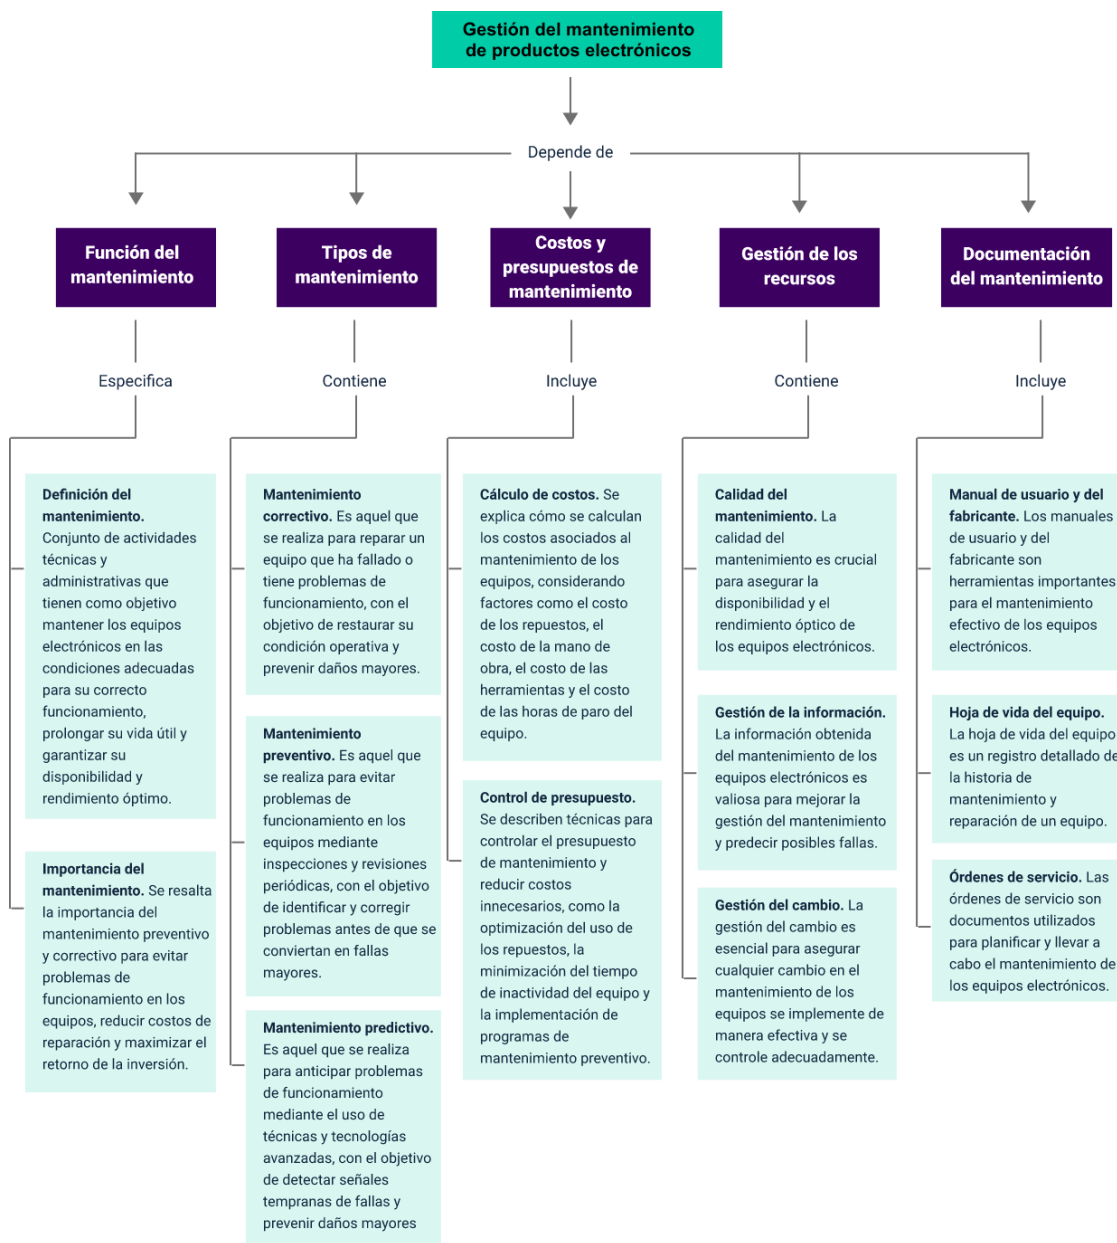 Gestión del mantenimiento
de productos electrónicos
Depende de
Función del
mantenimiento
Tipos de
mantenimiento
Costos y
presupuestos de
mantenimiento
Gestión de los
recursos
Documentación
del mantenimiento
Especifica
Contiene
Incluye
Contiene
Incluye
Definición del
mantenimiento.
Conjunto de actividades
técnicas y
administrativas que
tienen como objetivo
mantener los equipos
electrónicos en las
condiciones adecuadas
para su correcto
funcionamiento,
prolongar su vida útil y
garantizar su
disponibilidad y
rendimiento óptimo.
Importancia del
mantenimiento. Se resalta
la importancia del
mantenimiento preventivo
y correctivo para evitar
problemas de
funcionamiento en los
equipos, reducir costos de
reparación y maximizar el
retorno de la inversión.
Mantenimiento
correctivo. Es aquel que
se realiza para reparar un
equipo que ha fallado o
tiene problemas de
funcionamiento, con el
objetivo de restaurar su
condición operativa y
prevenir daños mayores.
Mantenimiento
preventivo. Es aquel que
se realiza para evitar
problemas de
funcionamiento en los
equipos mediante
inspecciones y revisiones
periódicas, con el objetivo
de identificar y corregir
problemas antes de que se
conviertan en fallas
mayores.
Mantenimiento predictivo.
Es aquel que se realiza
para anticipar problemas
de funcionamiento
mediante el uso de
técnicas y tecnologías
avanzadas, con el objetivo
de detectar señales
tempranas de fallas y
prevenir daños mayores
Cálculo de costos. Se
explica cómo se calculan
los costos asociados al
mantenimiento de los
equipos, considerando
factores como el costo
de los repuestos, el
costo de la mano de
obra, el costo de las
herramientas y el costo
de las horas de paro del
equipo.
Control de presupuesto.
Se describen técnicas para
controlar el presupuesto
de mantenimiento y
reducir costos
innecesarios, como la
optimización del uso de
los repuestos, la
minimización del tiempo
de inactividad del equipo y
la implementación de
programas de
mantenimiento preventivo.
Calidad del
mantenimiento. La
calidad del
mantenimiento es crucial
para asegurar la
disponibilidad y el
rendimiento óptico de
los equipos electrónicos.
Gestión de la información.
La información obtenida
del mantenimiento de los
equipos electrónicos es
valiosa para mejorar la
gestión del mantenimiento
y predecir posibles fallas.
Gestión del cambio. La
gestión del cambio es
esencial para asegurar
cualquier cambio en el
mantenimiento de los
equipos se implemente de
manera efectiva y se
controle adecuadamente.
Manual de usuario y del
fabricante. Los manuales
de usuario y del
fabricante son
herramientas importantes
para el mantenimiento
efectivo de los equipos
electrónicos.
Hoja de vida del equipo.
La hoja de vida del equipo
es un registro detallado de
la historia de
mantenimiento y
reparación de un equipo.
Órdenes de servicio. Las
órdenes de servicio son
documentos utilizados
para planificar y llevar a
cabo el mantenimiento de
los equipos electrónicos.